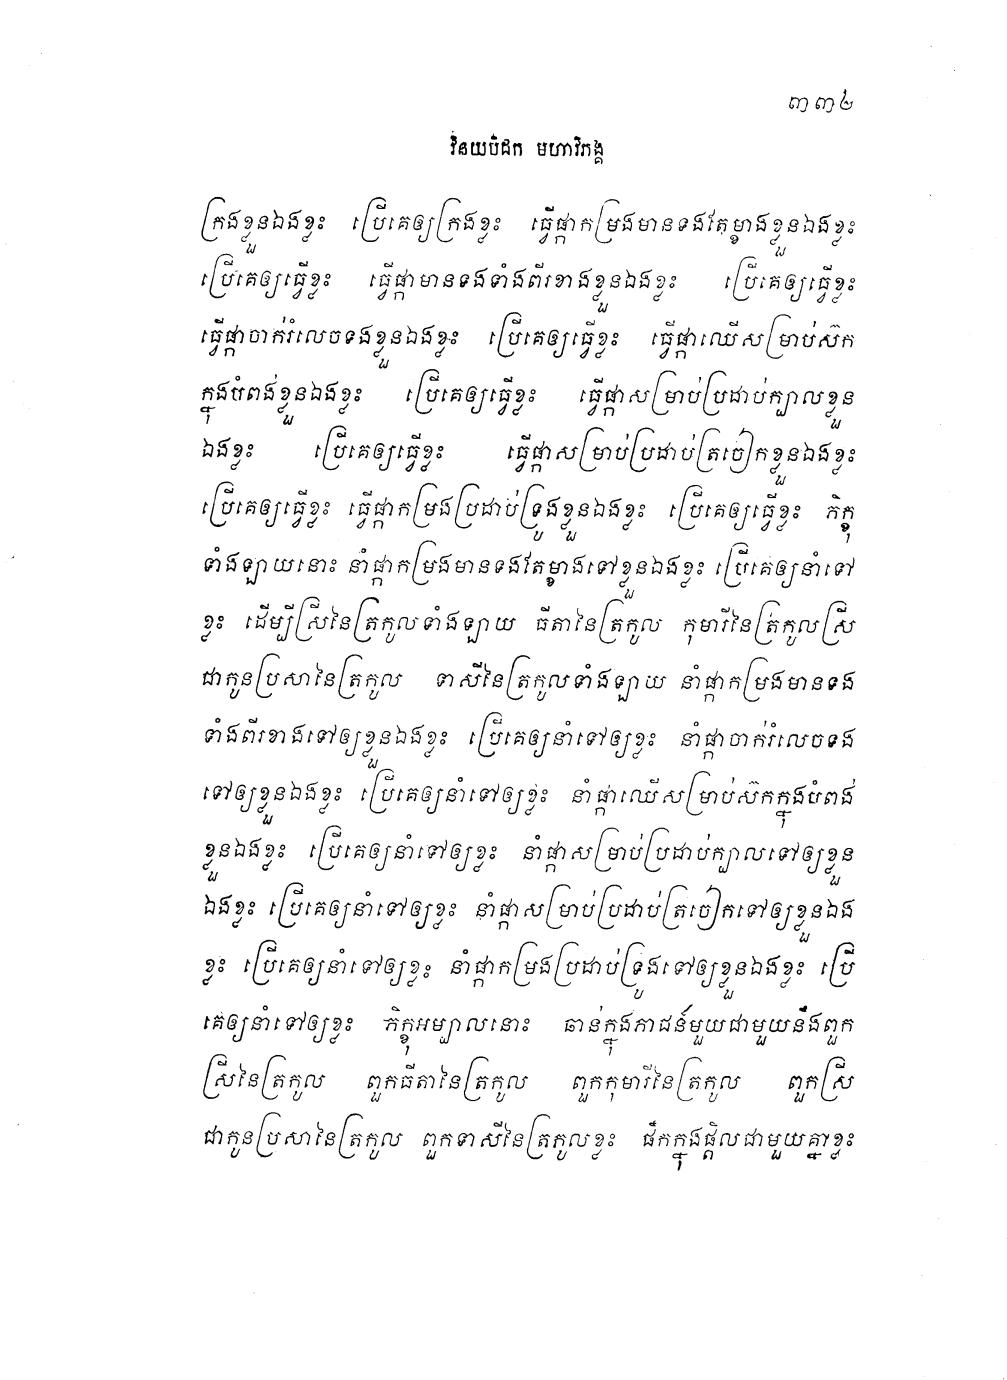 ៣៣៤
វិនយបិដក មហាវិភង្គ
ក្រងខ្លួនឯងខ្លះ ប្រើគេឲ្យក្រងខ្លះ ធ្វើផ្កាកម្រងមានទងតែម្ខាងខ្លួនឯងខ្លះ
ប្រើគេឲ្យធ្វើខ្លះ ធ្វើផ្កាមានទងទាំងពីរខាងខ្លួនឯងខ្លះ ប្រើគេឲ្យធ្វើខ្លះ
ធ្វើផ្កាចាក់រំលេចទងខ្លួនឯងខ្លះ ប្រើគេឲ្យធ្វើខ្លះ ធ្វើផ្កាឈើសម្រាប់ស៊ក
ក្នុងបំពង់ខ្លួនឯងខ្លះ ប្រើគេឲ្យធ្វើខ្លះ ធ្វើផ្កាសម្រាប់ប្រដាប់ក្បាលខ្លួន
ឯងខ្លះ ប្រើគេឲ្យធ្វើខ្លះ ធ្វើផ្កាសម្រាប់ប្រដាប់ត្រចៀកខ្លួនឯងខ្លះ
ប្រើគេឲ្យធ្វើខ្លះ ធ្វើផ្កាកម្រងប្រដាប់ទ្រូងខ្លួនឯងខ្លះ ប្រើគេឲ្យធ្វើខ្លះ ភិក្ខុ
ទាំងឡាយនោះ នាំផ្កាកម្រងមានទងតែម្ខាងទៅខ្លួនឯងខ្លះ ប្រើគេឲ្យនាំទៅ
ខ្លះ ដើម្បីស្រីនៃត្រកូលទាំងឡាយ ធីតានៃត្រកូល កុមារីនៃត្រកូលស្រី
ជាកូនប្រសានៃត្រកូល ទាសីនៃត្រកូលទាំងឡាយ នាំផ្កាកម្រងមានទង
ទាំងពីរខាងទៅឲ្យខ្លួនឯងខ្លះ ប្រើគេឲ្យនាំទៅឲ្យខ្លះ នាំផ្កាចាក់រំលេចទង
ទៅឲ្យខ្លួនឯងខ្លះ ប្រើគេឲ្យនាំទៅឲ្យខ្លះ នាំផ្កាឈើសម្រាប់ស៊កក្នុងបំពង់
ខ្លួនឯងខ្លះ ប្រើគេឲ្យនាំទៅឲ្យខ្លះ នាំផ្កាសម្រាប់ប្រដាប់ក្បាលទៅឲ្យខ្លួន
ឯងខ្លះ ប្រើគេឲ្យនាំទៅឲ្យខ្លះ នាំផ្កាសម្រាប់ប្រដាប់ត្រចៀកទៅឲ្យខ្លួនឯង
ខ្លះ ប្រើគេឲ្យនាំទៅឲ្យខ្លះ នាំផ្កាកម្រងប្រដាប់ទ្រូងទៅឲ្យខ្លួនឯងខ្លះ ប្រើ
គេឲ្យនាំទៅឲ្យខ្លះ ភិក្ខុអម្បាលនោះ ឆាន់ក្នុងភាជន៍មួយជាមួយនឹងពួក
ស្រីនៃត្រកូល ពួកធីតានៃត្រកូល ពួកកុមារីនៃត្រកូល ពួកស្រី
ជាកូនប្រសានៃត្រកូល ពួកទាសីនៃត្រកូលខ្លះ ផឹកក្នុងផ្តិលជាមួយគ្នាខ្លះ